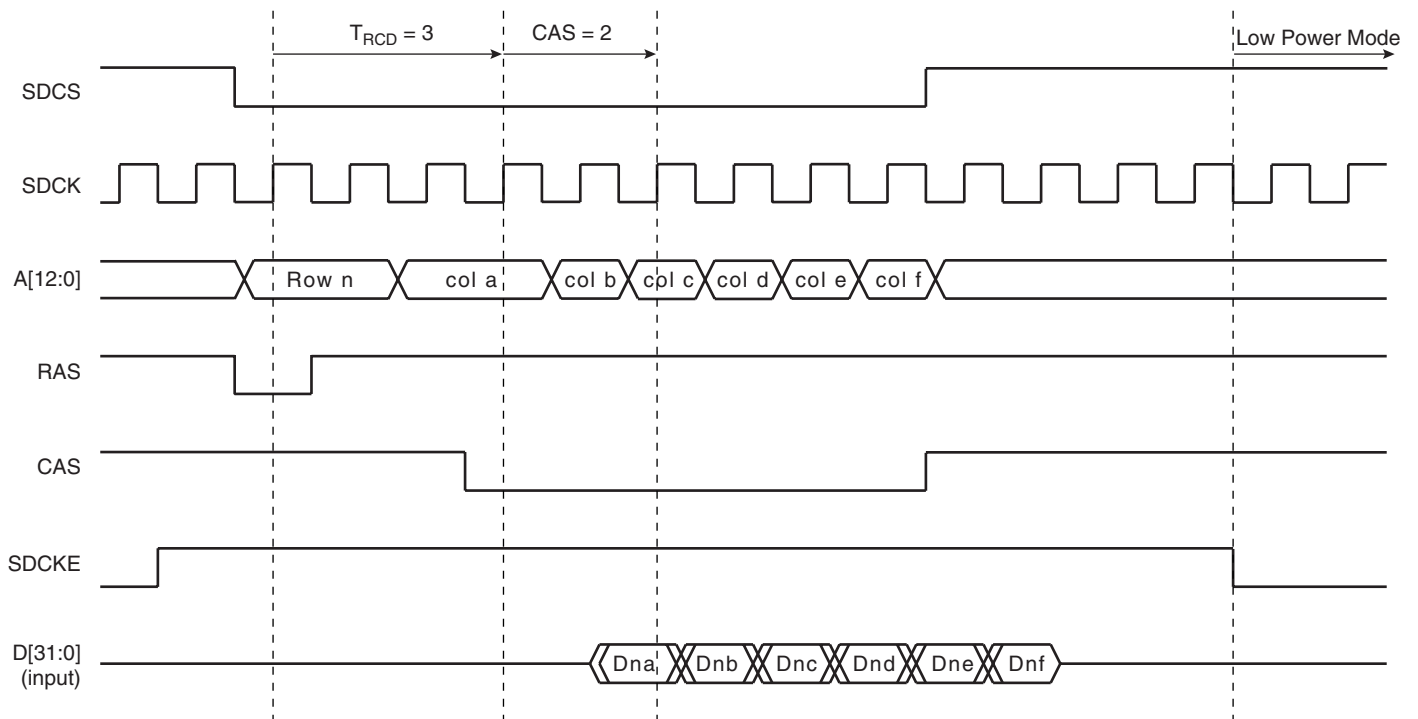 T_RCD = 3
CAS = 2
Low Power Mode
SDCS
SDCK
A[12:0]
Row n
col a
col b
col c
col d
col e
col f
RAS
CAS
SDCKE
D[31:0]
(input)
Dna
Dnb
Dnc
Dnd
Dne
Dnf